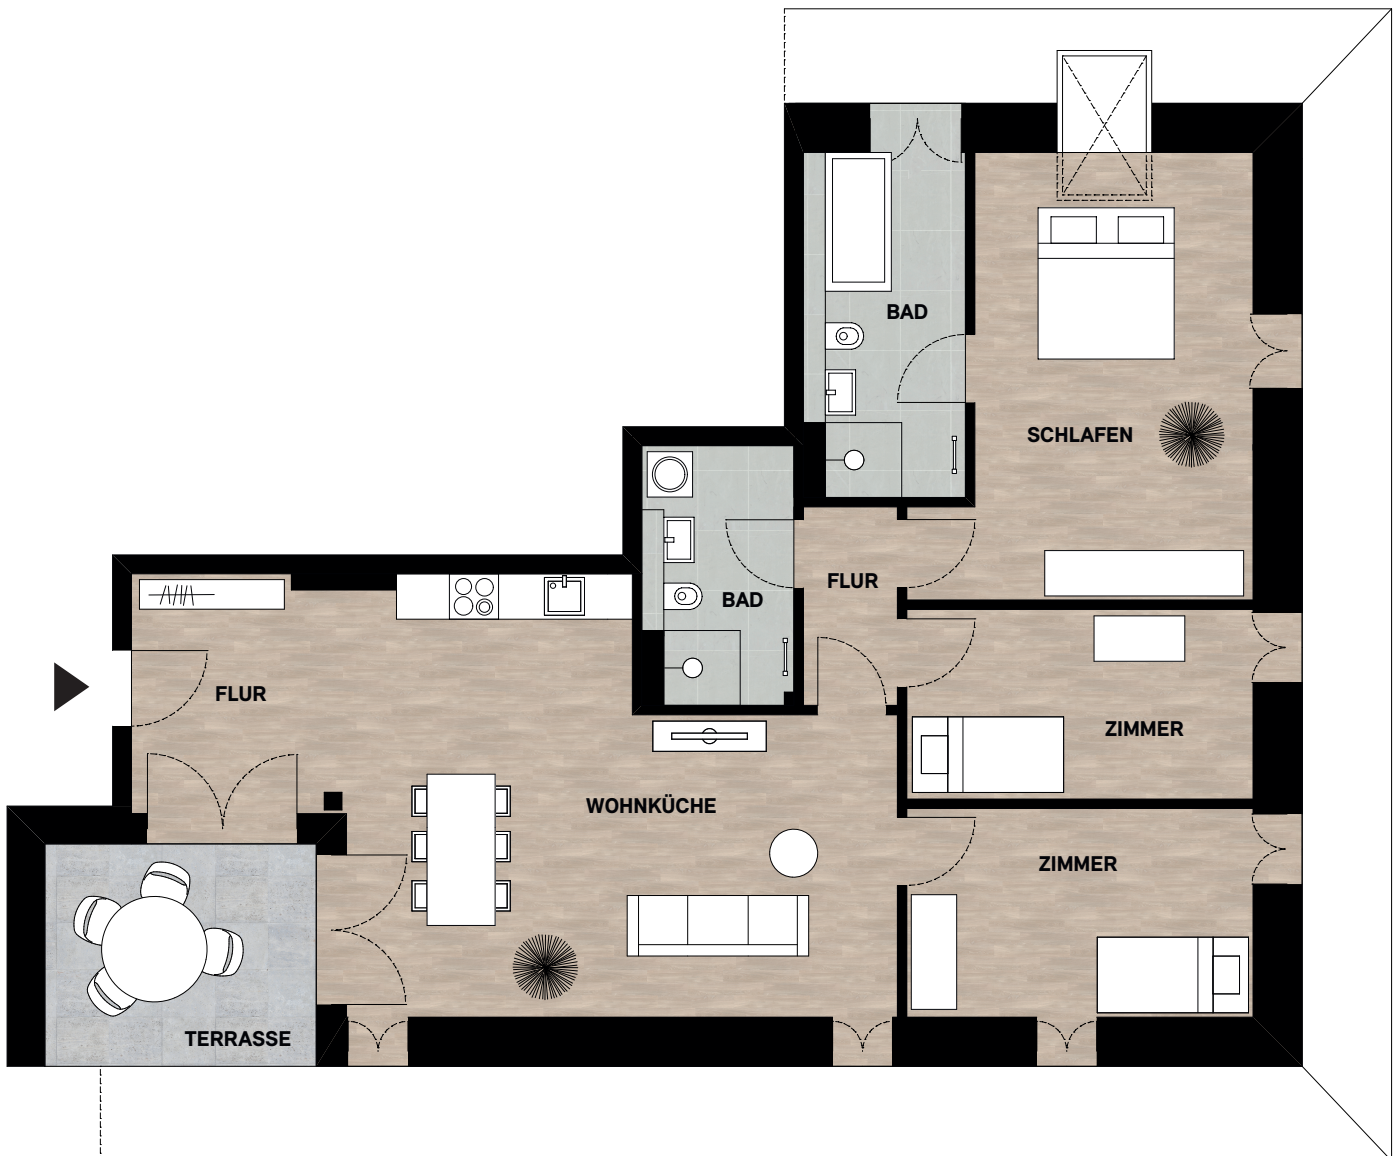 BAD
SCHLAFEN
FLUR
BAD
FLUR
ZIMMER
WOHNKÜCHE
ZIMMER
TERRASSE